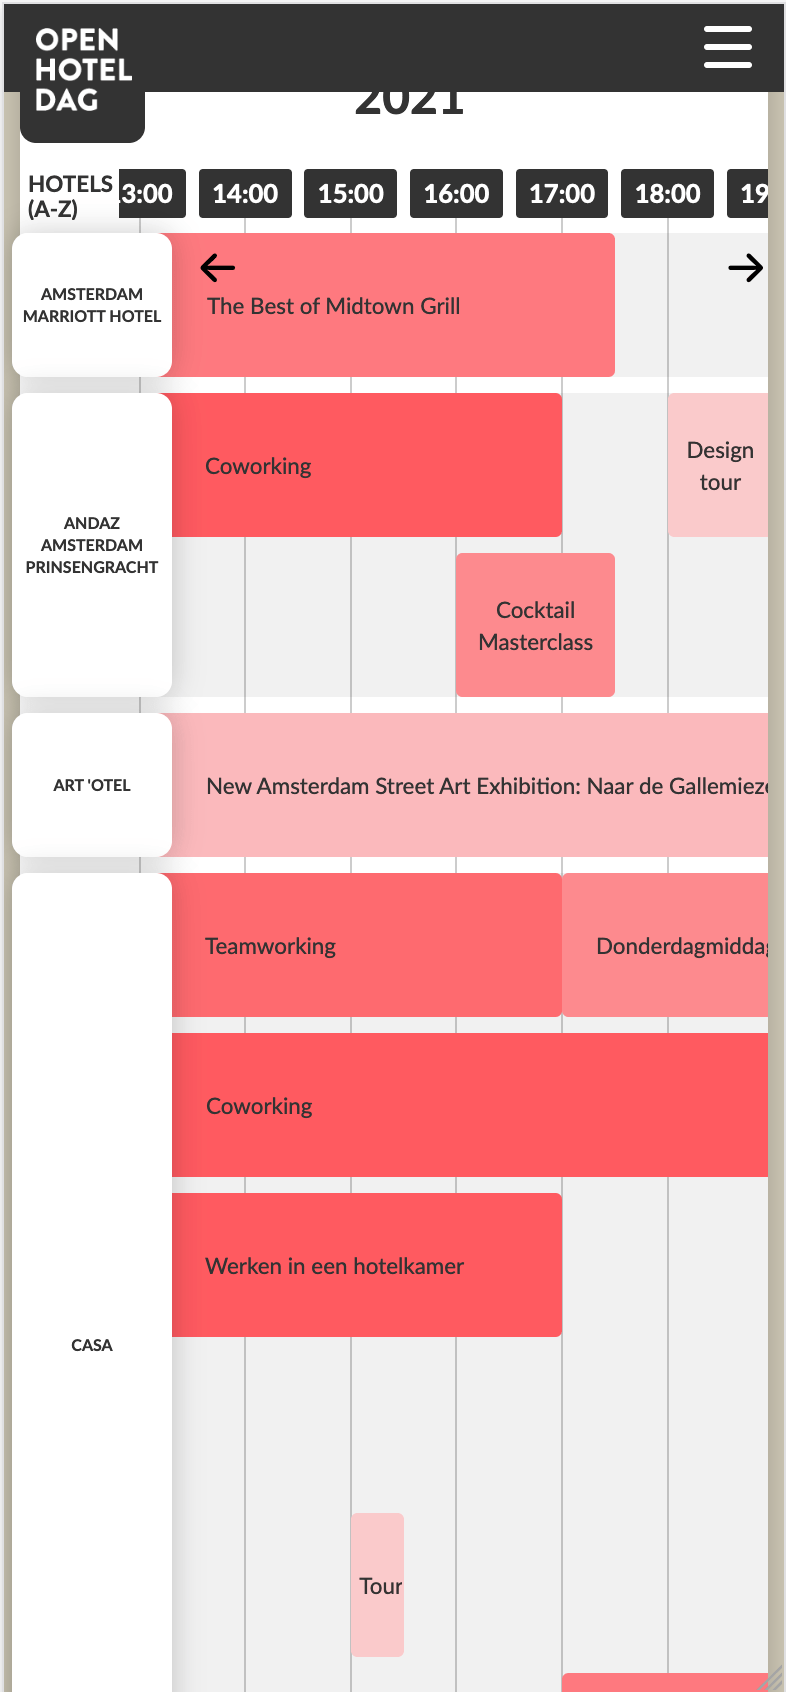 OPEN
HOTEL
DAG
2021
HOTELS
(A-Z)
3:00 14:00 15:00 16:00 17:00 18:00 19
AMSTERDAM
MARRIOTT HOTEL
The Best of Midtown Grill
ANDAZ
AMSTERDAM
PRINSENGRACHT
Coworking
Design
tour
Cocktail
Masterclass
ART 'OTEL
New Amsterdam Street Art Exhibition: Naar de Gallemieze
CASA
Teamworking
Donderdagmiddag
Coworking
Werken in een hotelkamer
Tour